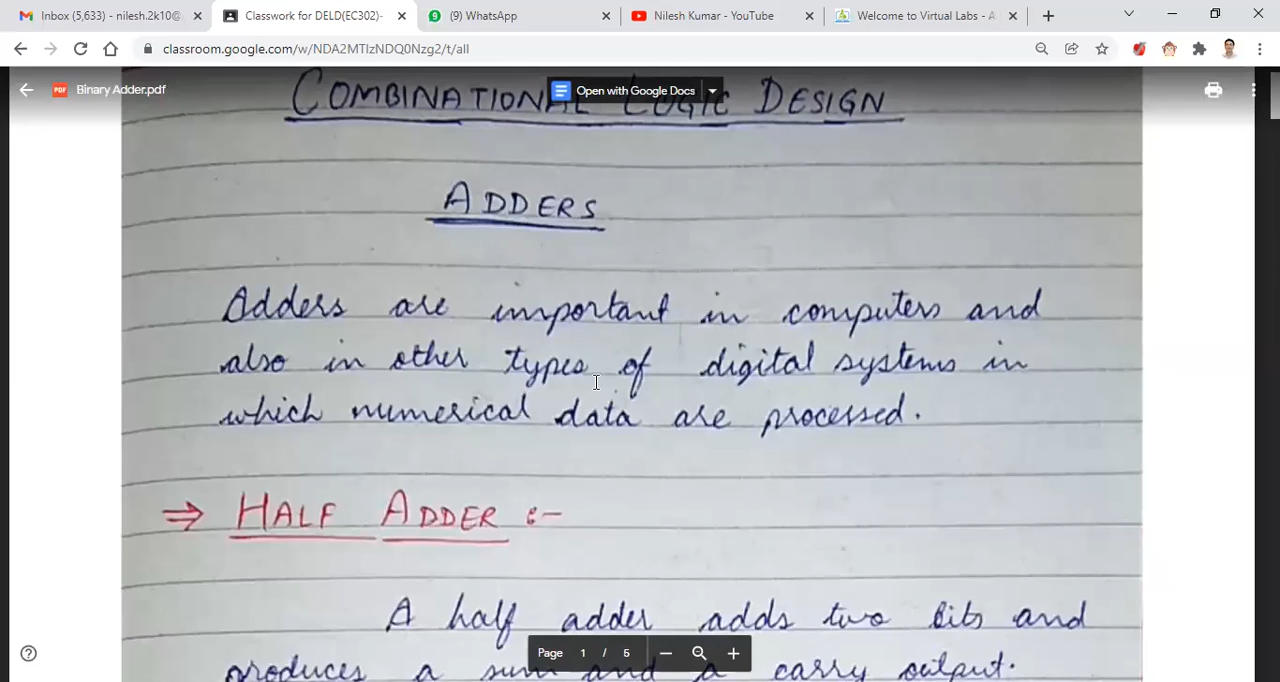 Inbox (5,633) - nilesh.2k10@
Classwork for DELD(EC302)-
(9) WhatsApp
Nilesh Kumar - YouTube
Welcome to Virtual Labs - A
classroom.google.com/w/NDA2MTIzNDQ0Nzg2/t/all
PDF Binary Adder.pdf
Open with Google Docs
COMBINATIONAL LOGIC DESIGN
ADDERS
Adders are important in computers and
also in other types of digital systems in
which numerical data are processed.
⇒ HALF ADDER :-
A half adder adds two bits and
produces a sum and a carry output.
Page 1 / 5